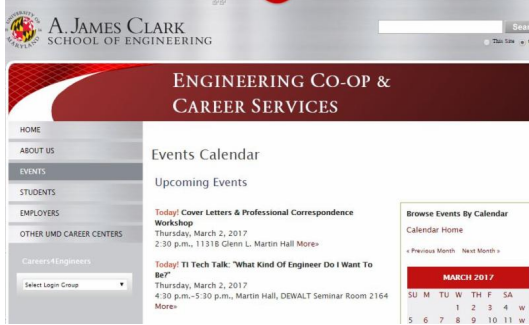 UNIVERSITY OF
MARYLAND
A. JAMES CLARK
SCHOOL OF ENGINEERING
Sea
This Site
ENGINEERING CO-OP &
CAREER SERVICES
HOME
ABOUT US
EVENTS
STUDENTS
EMPLOYERS
OTHER UMD CAREER CENTERS
Careers4Engineers
Select Login Group
Events Calendar
Upcoming Events
Today! Cover Letters & Professional Correspondence
Workshop
Thursday, March 2, 2017
2:30 p.m., 1131B Glenn L. Martin Hall More»
Today! TI Tech Talk: "What Kind Of Engineer Do I Want To
Be?"
Thursday, March 2, 2017
4:30 p.m.-5:30 p.m., Martin Hall, DEWALT Seminar Room 2164
More»
Browse Events By Calendar
Calendar Home
« Previous Month Next Month »
MARCH 2017
SU M TU W TH F SA
1 2 3 4 w
5 6 7 8 9 10 11 w